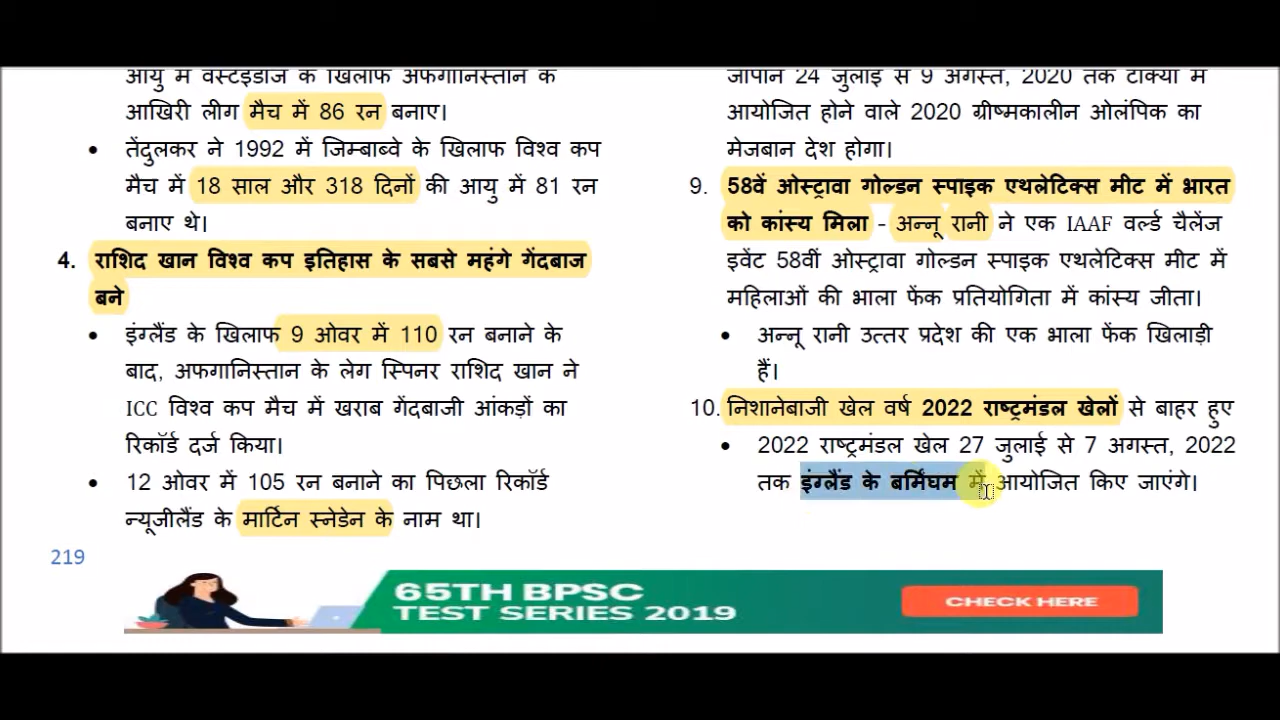 आयु में वेस्टइंडीज के खिलाफ अफगानिस्तान के
आखिरी लीग मैच में 86 रन बनाए।
तेंदुलकर ने 1992 में जिम्बाब्वे के खिलाफ विश्व कप
मैच में 18 साल और 318 दिनों की आयु में 81 रन
बनाए थे।
4. राशिद खान विश्व कप इतिहास के सबसे महंगे गेंदबाज
बने
इंग्लैंड के खिलाफ 9 ओवर में 110 रन बनाने के
बाद, अफगानिस्तान के लेग स्पिनर राशिद खान ने
ICC विश्व कप मैच में खराब गेंदबाजी आंकड़ों का
रिकॉर्ड दर्ज किया।
12 ओवर में 105 रन बनाने का पिछला रिकॉर्ड
न्यूजीलैंड के मार्टिन स्नेडेन के नाम था।
जापान 24 जुलाई से 9 अगस्त, 2020 तक टोक्यो में
आयोजित होने वाले 2020 ग्रीष्मकालीन ओलंपिक का
मेजबान देश होगा।
9. 58वें ओस्ट्रावा गोल्डन स्पाइक एथलेटिक्स मीट में भारत
को कांस्य मिला - अन्नू रानी ने एक IAAF वर्ल्ड चैलेंज
इवेंट 58वीं ओस्ट्रावा गोल्डन स्पाइक एथलेटिक्स मीट में
महिलाओं की भाला फेंक प्रतियोगिता में कांस्य जीता।
अन्नू रानी उत्तर प्रदेश की एक भाला फेंक खिलाड़ी
हैं।
10. निशानेबाजी खेल वर्ष 2022 राष्ट्रमंडल खेलों से बाहर हुए
2022 राष्ट्रमंडल खेल 27 जुलाई से 7 अगस्त, 2022
तक इंग्लैंड के बर्मिंघम में आयोजित किए जाएंगे।
219
65TH BPSC
TEST SERIES 2019
CHECK HERE